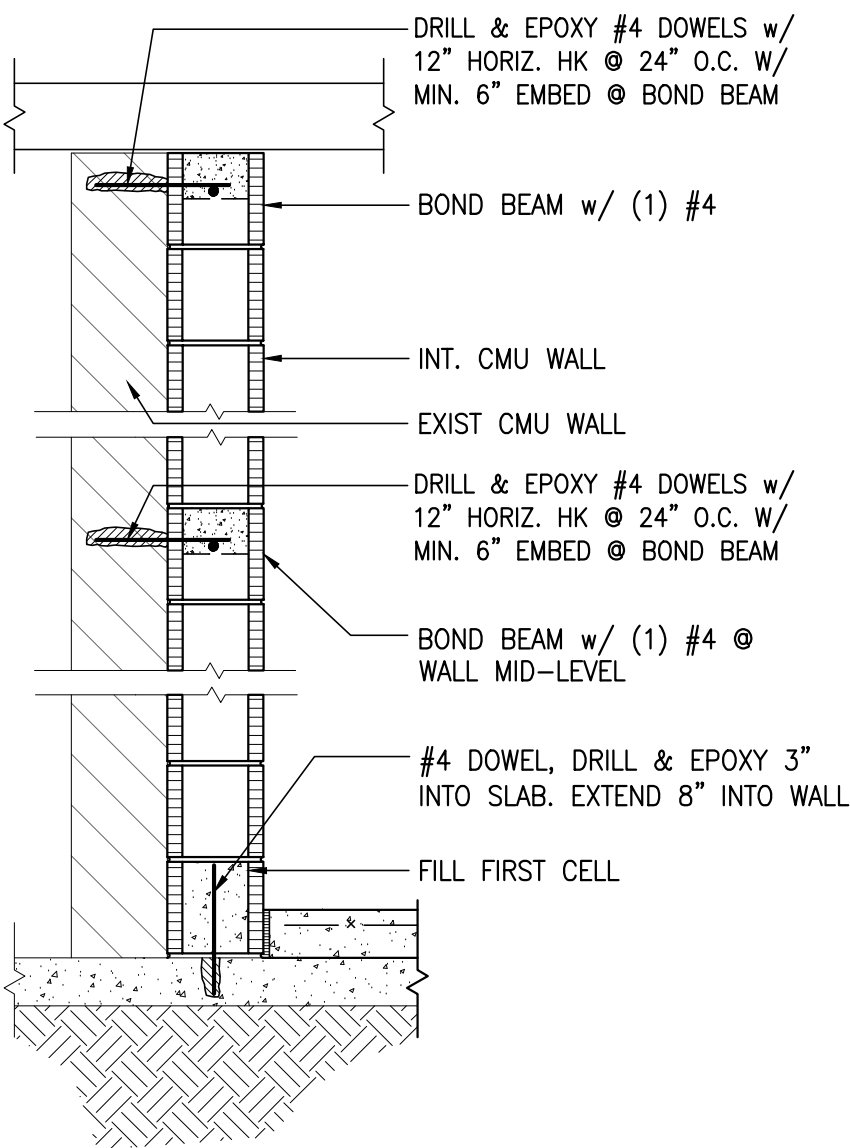 DRILL & EPOXY #4 DOWELS w/
12" HORIZ. HK @ 24" O.C. W/
MIN. 6" EMBED @ BOND BEAM
BOND BEAM w/ (1) #4
INT. CMU WALL
EXIST CMU WALL
DRILL & EPOXY #4 DOWELS w/
12" HORIZ. HK @ 24" O.C. W/
MIN. 6" EMBED @ BOND BEAM
BOND BEAM w/ (1) #4 @
WALL MID-LEVEL
#4 DOWEL, DRILL & EPOXY 3"
INTO SLAB. EXTEND 8" INTO WALL
FILL FIRST CELL